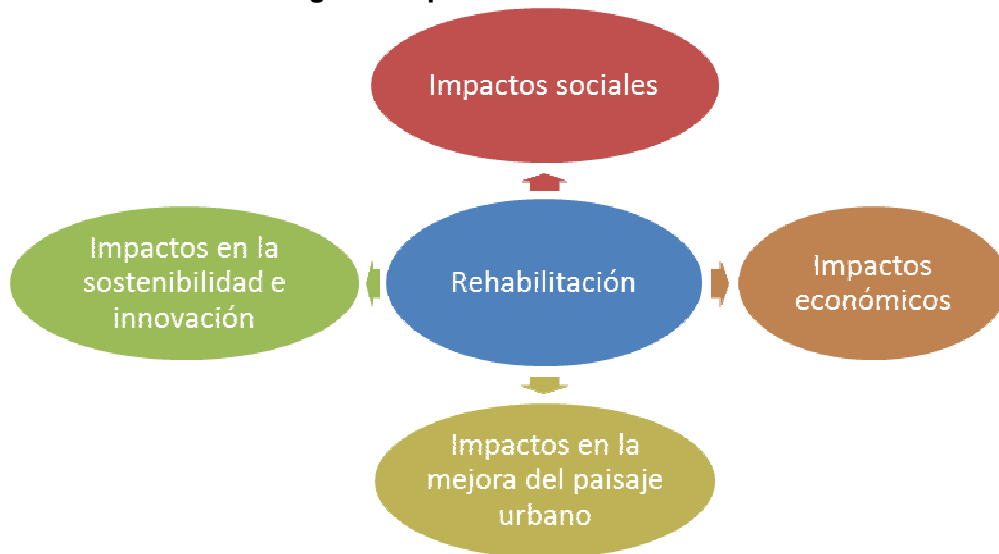 Impactos sociales
Impactos en la
sostenibilidad e
innovación
Rehabilitación
Impactos
económicos
Impactos en la
mejora del paisaje
urbano